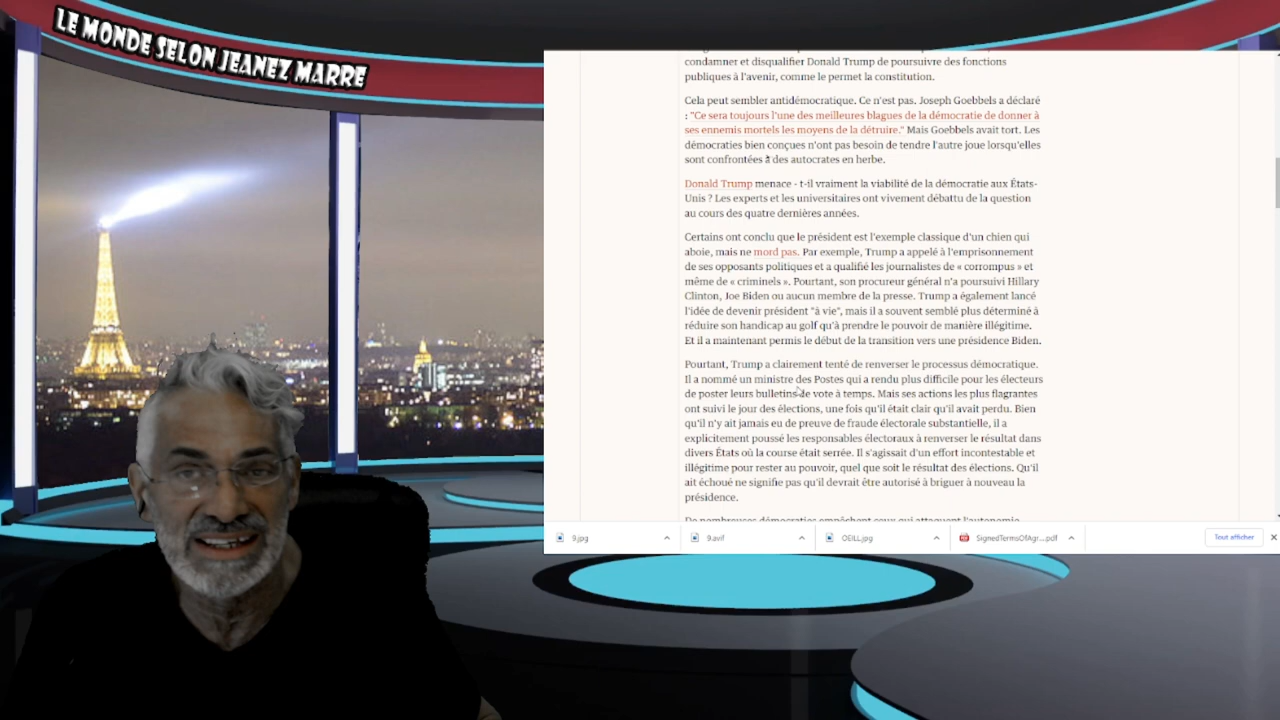 LE MONDE SELON JEANEZ MARRE
condamner et disqualifier Donald Trump de poursuivre des fonctions
publiques à l'avenir, comme le permet la constitution.
Cela peut sembler antidémocratique. Ce n'est pas. Joseph Goebbels a déclaré
: "Ce sera toujours l'une des meilleures blagues de la démocratie de donner à
ses ennemis mortels les moyens de la détruire." Mais Goebbels avait tort. Les
démocraties bien conçues n'ont pas besoin de tendre l'autre joue lorsqu'elles
sont confrontées à des autocrates en herbe.
Donald Trump menace - t-il vraiment la viabilité de la démocratie aux États-
Unis ? Les experts et les universitaires ont vivement débattu de la question
au cours des quatre dernières années.
Certains ont conclu que le président est l'exemple classique d'un chien qui
aboie, mais ne mord pas. Par exemple, Trump a appelé à l'emprisonnement
de ses opposants politiques et a qualifié les journalistes de « corrompus » et
même de « criminels ». Pourtant, son procureur général n'a poursuivi Hillary
Clinton, Joe Biden ou aucun membre de la presse. Trump a également lancé
l'idée de devenir président "à vie", mais il a souvent semblé plus déterminé à
réduire son handicap au golf qu'à prendre le pouvoir de manière illégitime.
Et il a maintenant permis le début de la transition vers une présidence Biden.
Pourtant, Trump a clairement tenté de renverser le processus démocratique.
Il a nommé un ministre des Postes qui a rendu plus difficile pour les électeurs
de poster leurs bulletins de vote à temps. Mais ses actions les plus flagrantes
ont suivi le jour des élections, une fois qu'il était clair qu'il avait perdu. Bien
qu'il n'y ait jamais eu de preuve de fraude électorale substantielle, il a
explicitement poussé les responsables électoraux à renverser le résultat dans
divers États où la course était serrée. Il s'agissait d'un effort incontestable et
illégitime pour rester au pouvoir, quel que soit le résultat des élections. Qu'il
ait échoué ne signifie pas qu'il devrait être autorisé à briguer à nouveau la
présidence.
De nombreuses démocraties empêchent ceux qui attaquent l'autonomie
9.jpg
9.avif
OEILL.jpg
SignedTermsOfAgr....pdf
Tout afficher